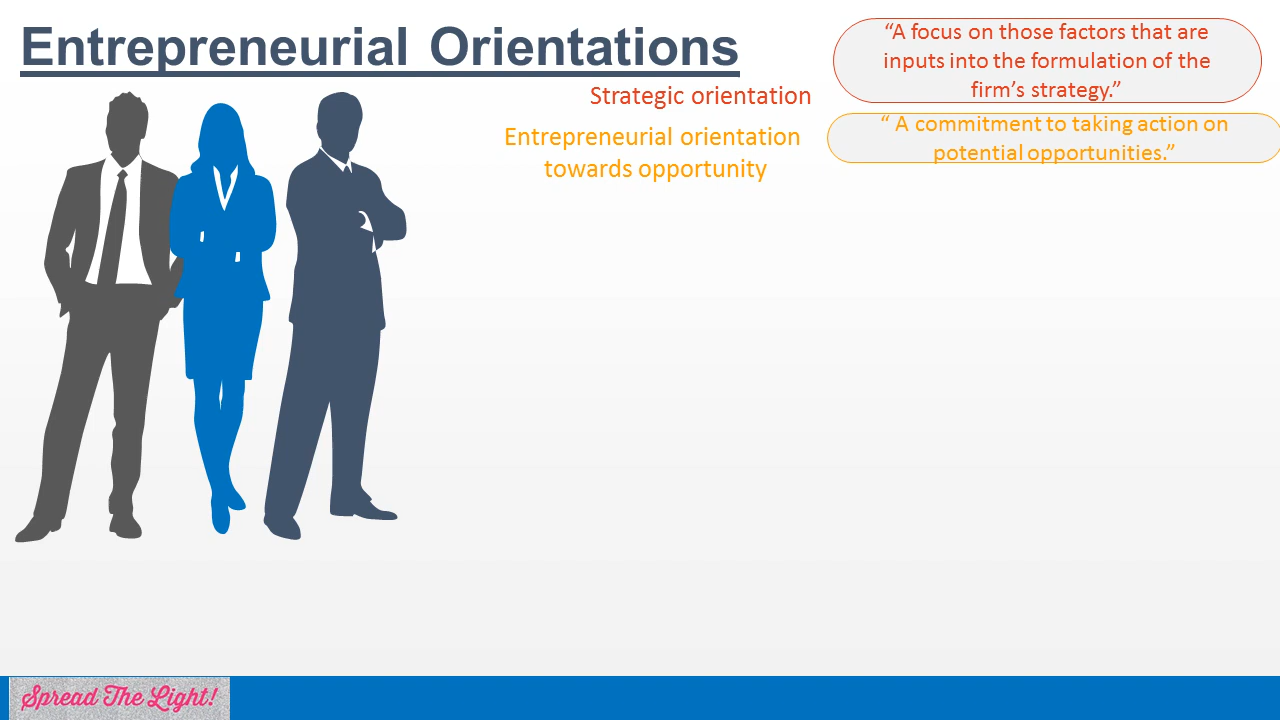 Entrepreneurial Orientations
“A focus on those factors that are
inputs into the formulation of the
firm’s strategy.”
Strategic orientation
“ A commitment to taking action on
potential opportunities.”
Entrepreneurial orientation
towards opportunity
Spread The Light!